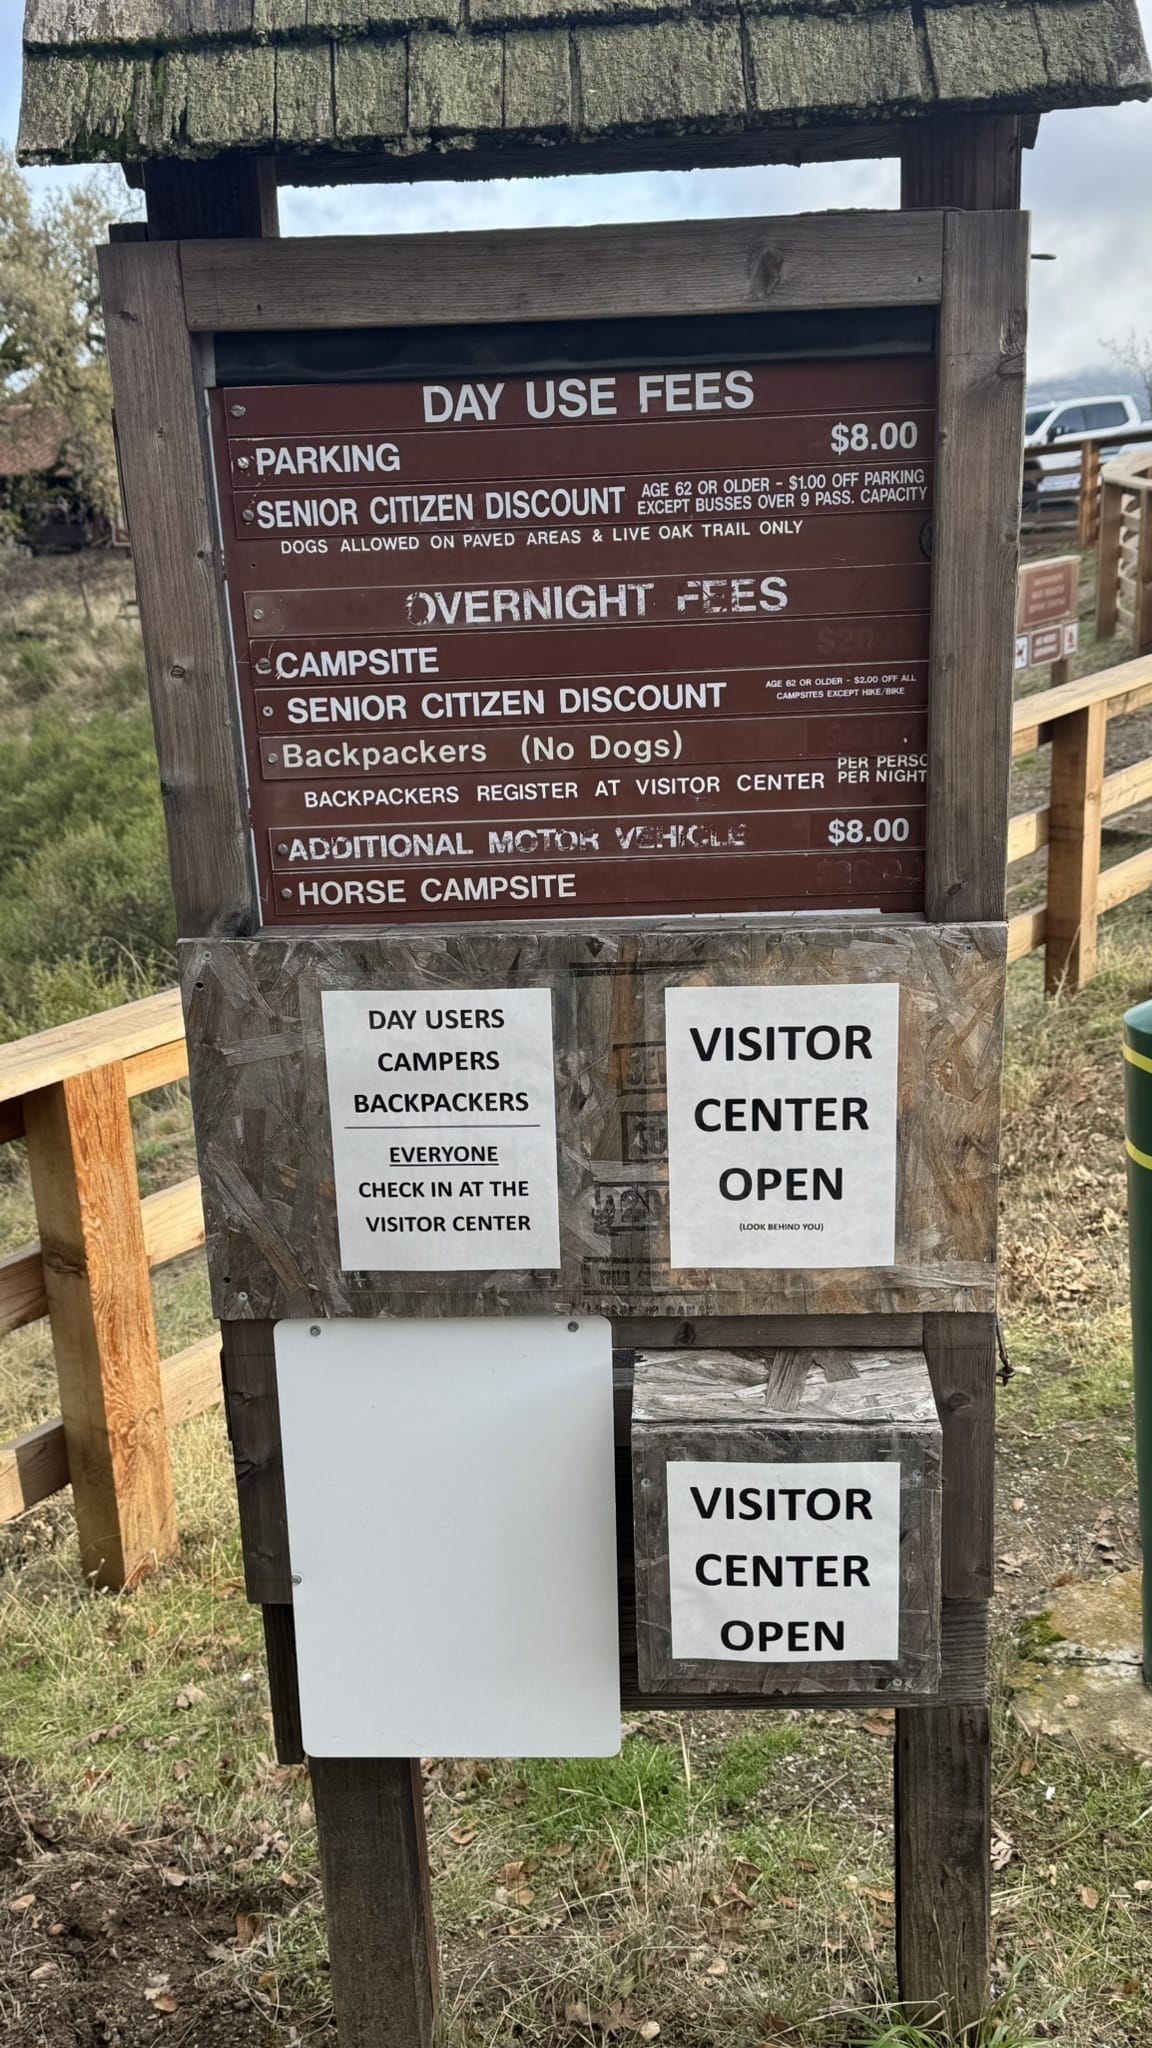 DAY USE FEES
PARKING $8.00
SENIOR CITIZEN DISCOUNT AGE 62 OR OLDER - $1.00 OFF PARKING
EXCEPT BUSSES OVER 9 PASS. CAPACITY
DOGS ALLOWED ON PAVED AREAS & LIVE OAK TRAIL ONLY
OVERNIGHT FEES
CAMPSITE $20
SENIOR CITIZEN DISCOUNT AGE 62 OR OLDER - $2.00 OFF ALL
CAMPSITES EXCEPT HIKE/BIKE
Backpackers (No Dogs)
PER PERSO
BACKPACKERS REGISTER AT VISITOR CENTER PER NIGHT
ADDITIONAL MOTOR VEHICLE $8.00
HORSE CAMPSITE
DAY USERS
CAMPERS
BACKPACKERS
EVERYONE
CHECK IN AT THE
VISITOR CENTER
VISITOR
CENTER
OPEN
(LOOK BEHIND YOU)
VISITOR
CENTER
OPEN